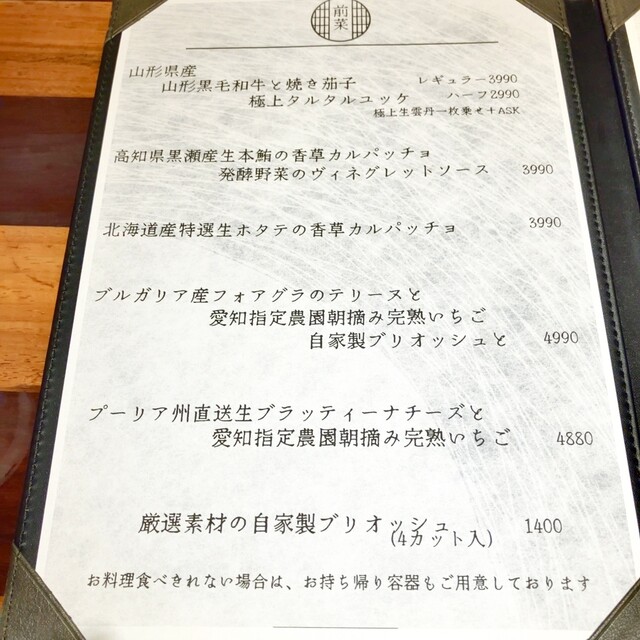 前菜
山形県産
山形黒毛和牛と焼き茄子 レギュラー3990
極上タルタルユッケ ハーフ2990
極上生雲丹一枚乗せ+ASK
高知県黒瀬産生本鮪の香草カルパッチョ
発酵野菜のヴィネグレットソース 3990
北海道産特選生ホタテの香草カルパッチョ 3990
ブルガリア産フォアグラのテリーヌと
愛知指定農園朝摘み完熟いちご
自家製ブリオッシュと 4990
プーリア州直送生ブラッティーナチーズと
愛知指定農園朝摘み完熟いちご 4880
厳選素材の自家製ブリオッシュ 1400
(4カット入)
お料理食べきれない場合は、お持ち帰り容器もご用意しております